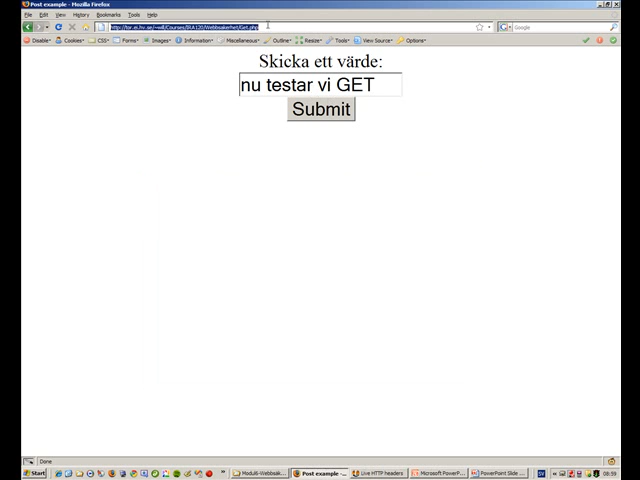 Post example - Mozilla Firefox
File Edit View History Bookmarks Tools Help
Google
Disable Cookies CSS Forms Images Information Miscellaneous Outline Resize Tools View Source Options
Skicka ett värde:
nu testar vi GET
Submit
Done
Start Modul6-Webbsäk... Post example -... Live HTTP headers Microsoft PowerP... PowerPoint Slide ... SV 08:59